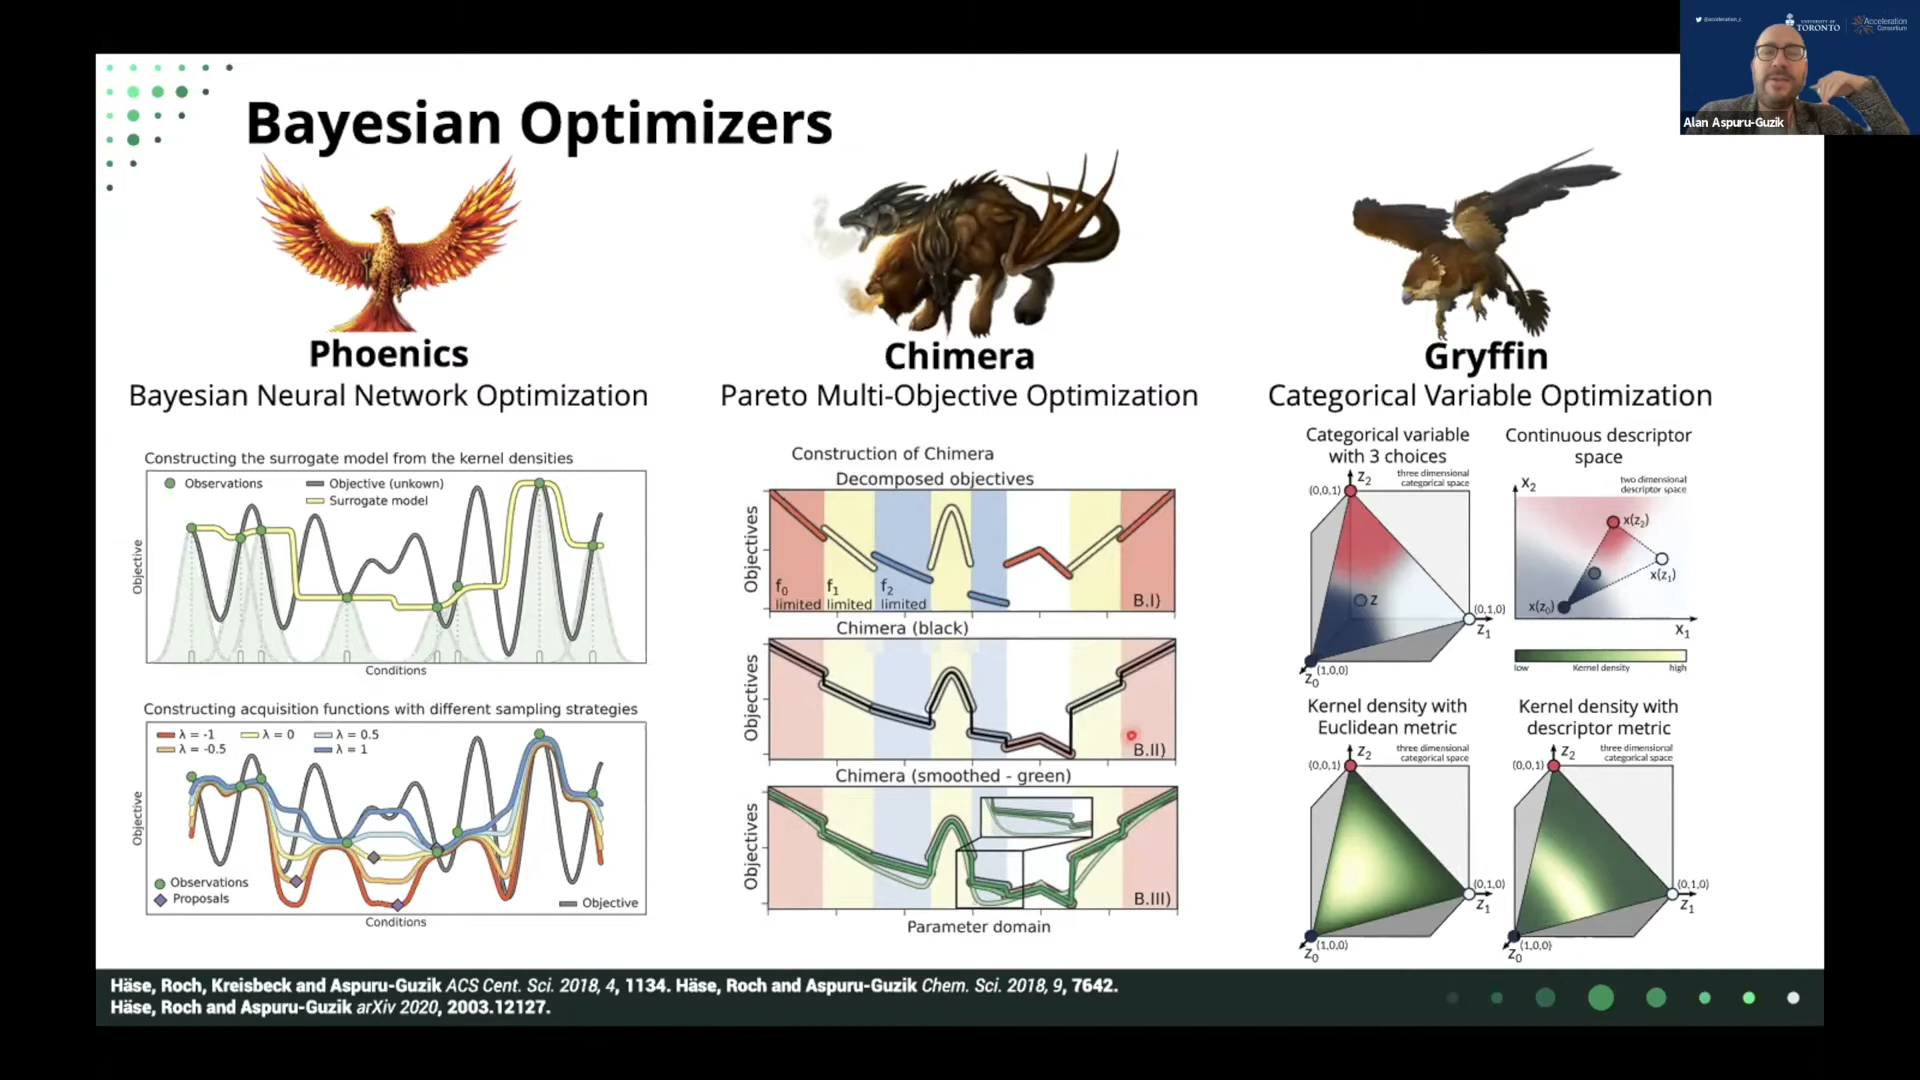 @acceleration_c
UNIVERSITY OF
TORONTO
Acceleration
Consortium
Alan Aspuru-Guzik
Bayesian Optimizers
Phoenics
Bayesian Neural Network Optimization
Constructing the surrogate model from the kernel densities
Observations
Objective (unkown)
Surrogate model
Objective
Conditions
Constructing acquisition functions with different sampling strategies
λ = -1
λ = 0
λ = 0.5
λ = -0.5
λ = 1
Objective
Observations
Proposals
Objective
Conditions
Chimera
Pareto Multi-Objective Optimization
Construction of Chimera
Decomposed objectives
Objectives
f0
limited
f1
limited
f2
limited
B.I)
Chimera (black)
Objectives
B.II)
Chimera (smoothed - green)
Objectives
B.III)
Parameter domain
Gryffin
Categorical Variable Optimization
Categorical variable
with 3 choices
three dimensional
categorical space
Z2
(0,0,1)
Z
(0,1,0)
Z1
(1,0,0)
Z0
Continuous descriptor
space
two dimensional
descriptor space
X2
x(z2)
x(z1)
x(z0)
X1
low
Kernel density
high
Kernel density with
Euclidean metric
three dimensional
categorical space
Z2
(0,0,1)
(0,1,0)
Z1
(1,0,0)
Z0
Kernel density with
descriptor metric
three dimensional
categorical space
Z2
(0,0,1)
(0,1,0)
Z1
(1,0,0)
Z0
Häse, Roch, Kreisbeck and Aspuru-Guzik ACS Cent. Sci. 2018, 4, 1134. Häse, Roch and Aspuru-Guzik Chem. Sci. 2018, 9, 7642.
Häse, Roch and Aspuru-Guzik arXiv 2020, 2003.12127.